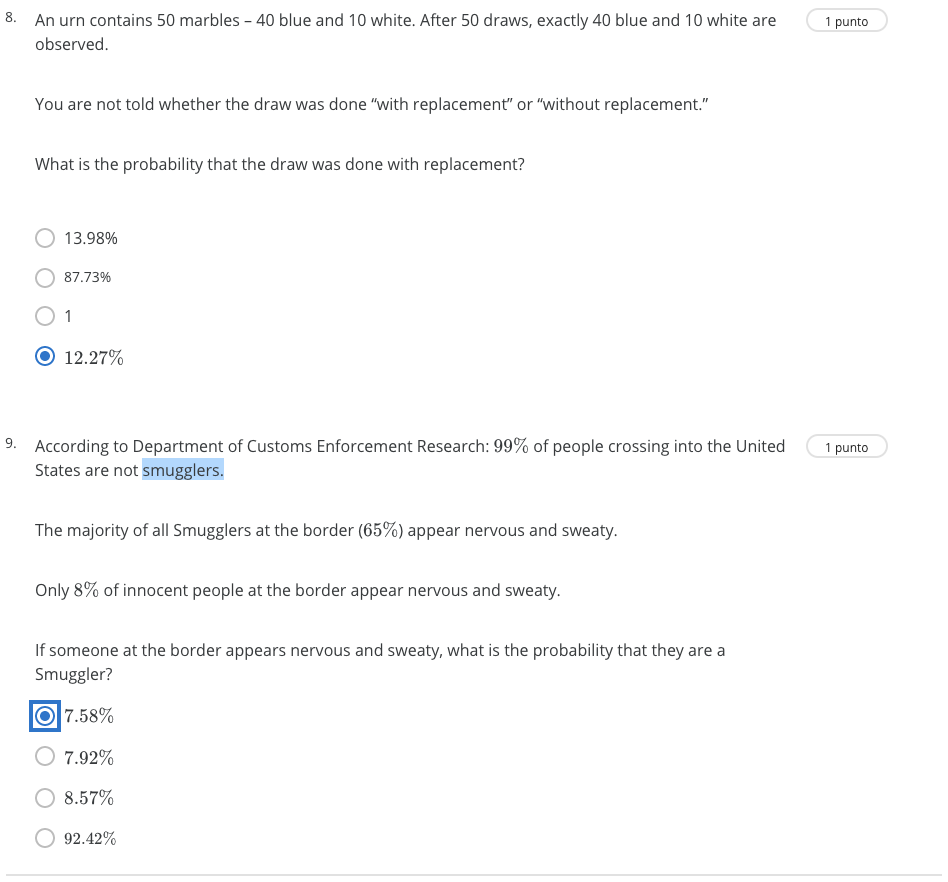 8. An urn contains 50 marbles – 40 blue and 10 white. After 50 draws, exactly 40 blue and 10 white are
1 punto
observed.
You are not told whether the draw was done “with replacement” or “without replacement.”
What is the probability that the draw was done with replacement?
13.98%
87.73%
1
12.27%
9. According to Department of Customs Enforcement Research: 99% of people crossing into the United
1 punto
States are not smugglers.
The majority of all Smugglers at the border (65%) appear nervous and sweaty.
Only 8% of innocent people at the border appear nervous and sweaty.
If someone at the border appears nervous and sweaty, what is the probability that they are a
Smuggler?
7.58%
7.92%
8.57%
92.42%